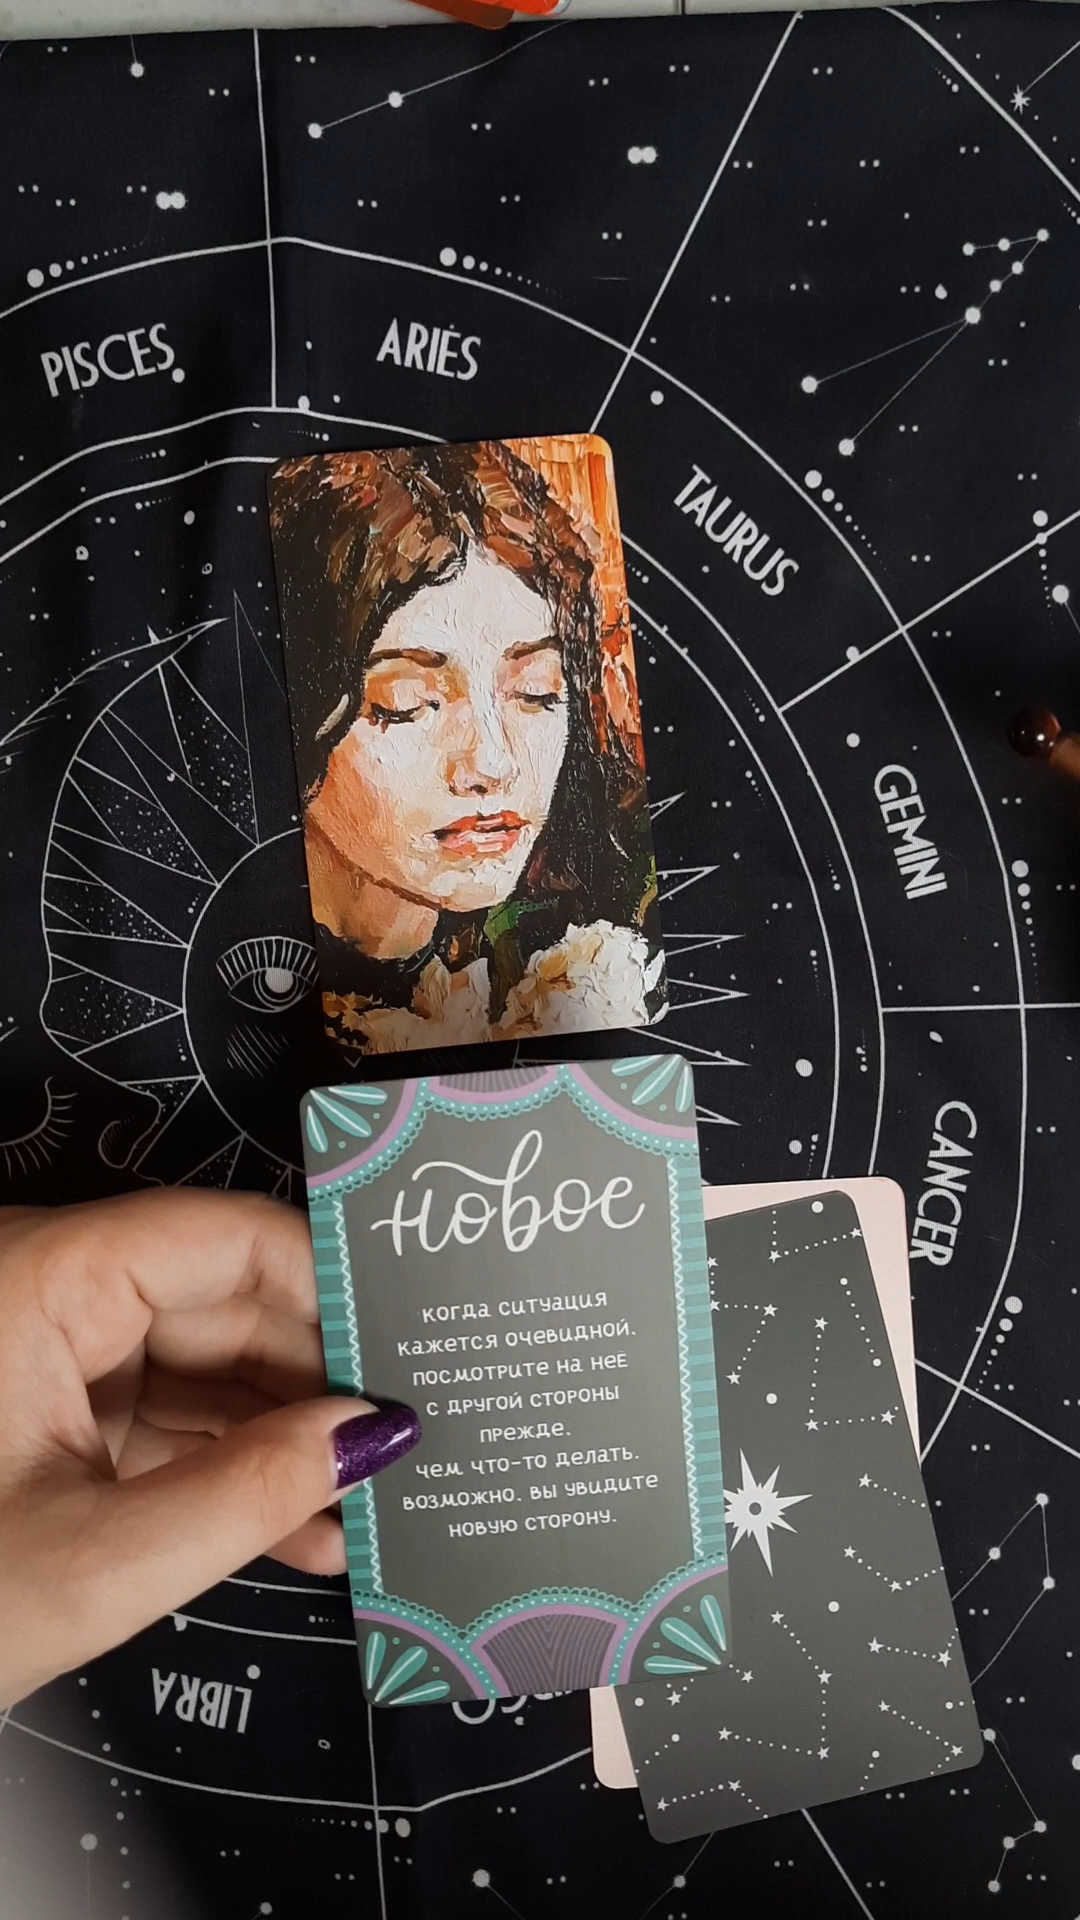 PISCES
ARIES
TAURUS
GEMINI
CANCER
новое
когда ситуация
кажется очевидной.
посмотрите на неё
с другой стороны
прежде.
чем что-то делать.
возможно. вы увидите
новую сторону.
LIBRA